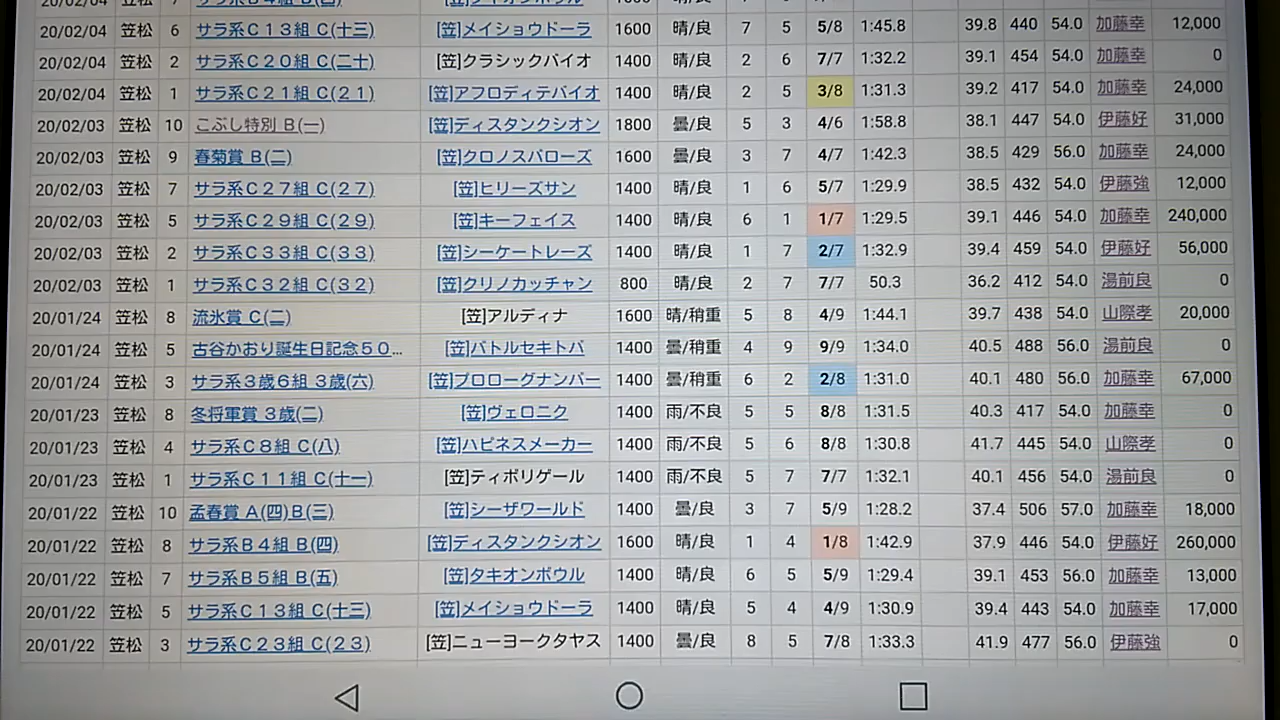 20/02/04 笠松 6 サラ系C13組 C(十三) [笠]メイショウドーラ 1600 晴/良 7 5 5/8 1:45.8 39.8 440 54.0 加藤幸 12,000
20/02/04 笠松 2 サラ系C20組 C(二十) [笠]クラシックバイオ 1400 晴/良 2 6 7/7 1:32.2 39.1 454 54.0 加藤幸 0
20/02/04 笠松 1 サラ系C21組 C(21) [笠]アフロディテバイオ 1400 晴/良 2 5 3/8 1:31.3 39.2 417 54.0 加藤幸 24,000
20/02/03 笠松 10 こぶし特別 B(一) [笠]ディスタンクシオン 1800 曇/良 5 3 4/6 1:58.8 38.1 447 54.0 伊藤好 31,000
20/02/03 笠松 9 春菊賞 B(二) [笠]クロノスバローズ 1600 曇/良 3 7 4/7 1:42.3 38.5 429 56.0 加藤幸 24,000
20/02/03 笠松 7 サラ系C27組 C(27) [笠]ヒリーズサン 1400 晴/良 1 6 5/7 1:29.9 38.5 432 54.0 伊藤強 12,000
20/02/03 笠松 5 サラ系C29組 C(29) [笠]キーフェイス 1400 晴/良 6 1 1/7 1:29.5 39.1 446 54.0 加藤幸 240,000
20/02/03 笠松 2 サラ系C33組 C(33) [笠]シーケートレーズ 1400 晴/良 1 7 2/7 1:32.9 39.4 459 54.0 伊藤好 56,000
20/02/03 笠松 1 サラ系C32組 C(32) [笠]クリノカッチャン 800 晴/良 2 7 7/7 50.3 36.2 412 54.0 湯前良 0
20/01/24 笠松 8 流氷賞 C(二) [笠]アルディナ 1600 晴/稍重 5 8 4/9 1:44.1 39.7 438 54.0 山際孝 20,000
20/01/24 笠松 5 古谷かおり誕生日記念50... [笠]バトルセキトバ 1400 曇/稍重 4 9 9/9 1:34.0 40.5 488 56.0 湯前良 0
20/01/24 笠松 3 サラ系3歳6組 3歳(六) [笠]プロローグナンバー 1400 曇/稍重 6 2 2/8 1:31.0 40.1 480 56.0 加藤幸 67,000
20/01/23 笠松 8 冬将軍賞 3歳(二) [笠]ヴェロニク 1400 雨/不良 5 5 8/8 1:31.5 40.3 417 54.0 加藤幸 0
20/01/23 笠松 4 サラ系C8組 C(八) [笠]ハピネスメーカー 1400 雨/不良 5 6 8/8 1:30.8 41.7 445 54.0 山際孝 0
20/01/23 笠松 1 サラ系C11組 C(十一) [笠]ティボリゲール 1400 雨/不良 5 7 7/7 1:32.1 40.1 456 54.0 湯前良 0
20/01/22 笠松 10 孟春賞 A(四)B(三) [笠]シーザワールド 1400 曇/良 3 7 5/9 1:28.2 37.4 506 57.0 加藤幸 18,000
20/01/22 笠松 8 サラ系B4組 B(四) [笠]ディスタンクシオン 1600 晴/良 1 4 1/8 1:42.9 37.9 446 54.0 伊藤好 260,000
20/01/22 笠松 7 サラ系B5組 B(五) [笠]タキオンボウル 1400 晴/良 6 5 5/9 1:29.4 39.1 453 56.0 加藤幸 13,000
20/01/22 笠松 5 サラ系C13組 C(十三) [笠]メイショウドーラ 1400 晴/良 5 4 4/9 1:30.9 39.4 443 54.0 加藤幸 17,000
20/01/22 笠松 3 サラ系C23組 C(23) [笠]ニューヨークタヤス 1400 曇/良 8 5 7/8 1:33.3 41.9 477 56.0 伊藤強 0